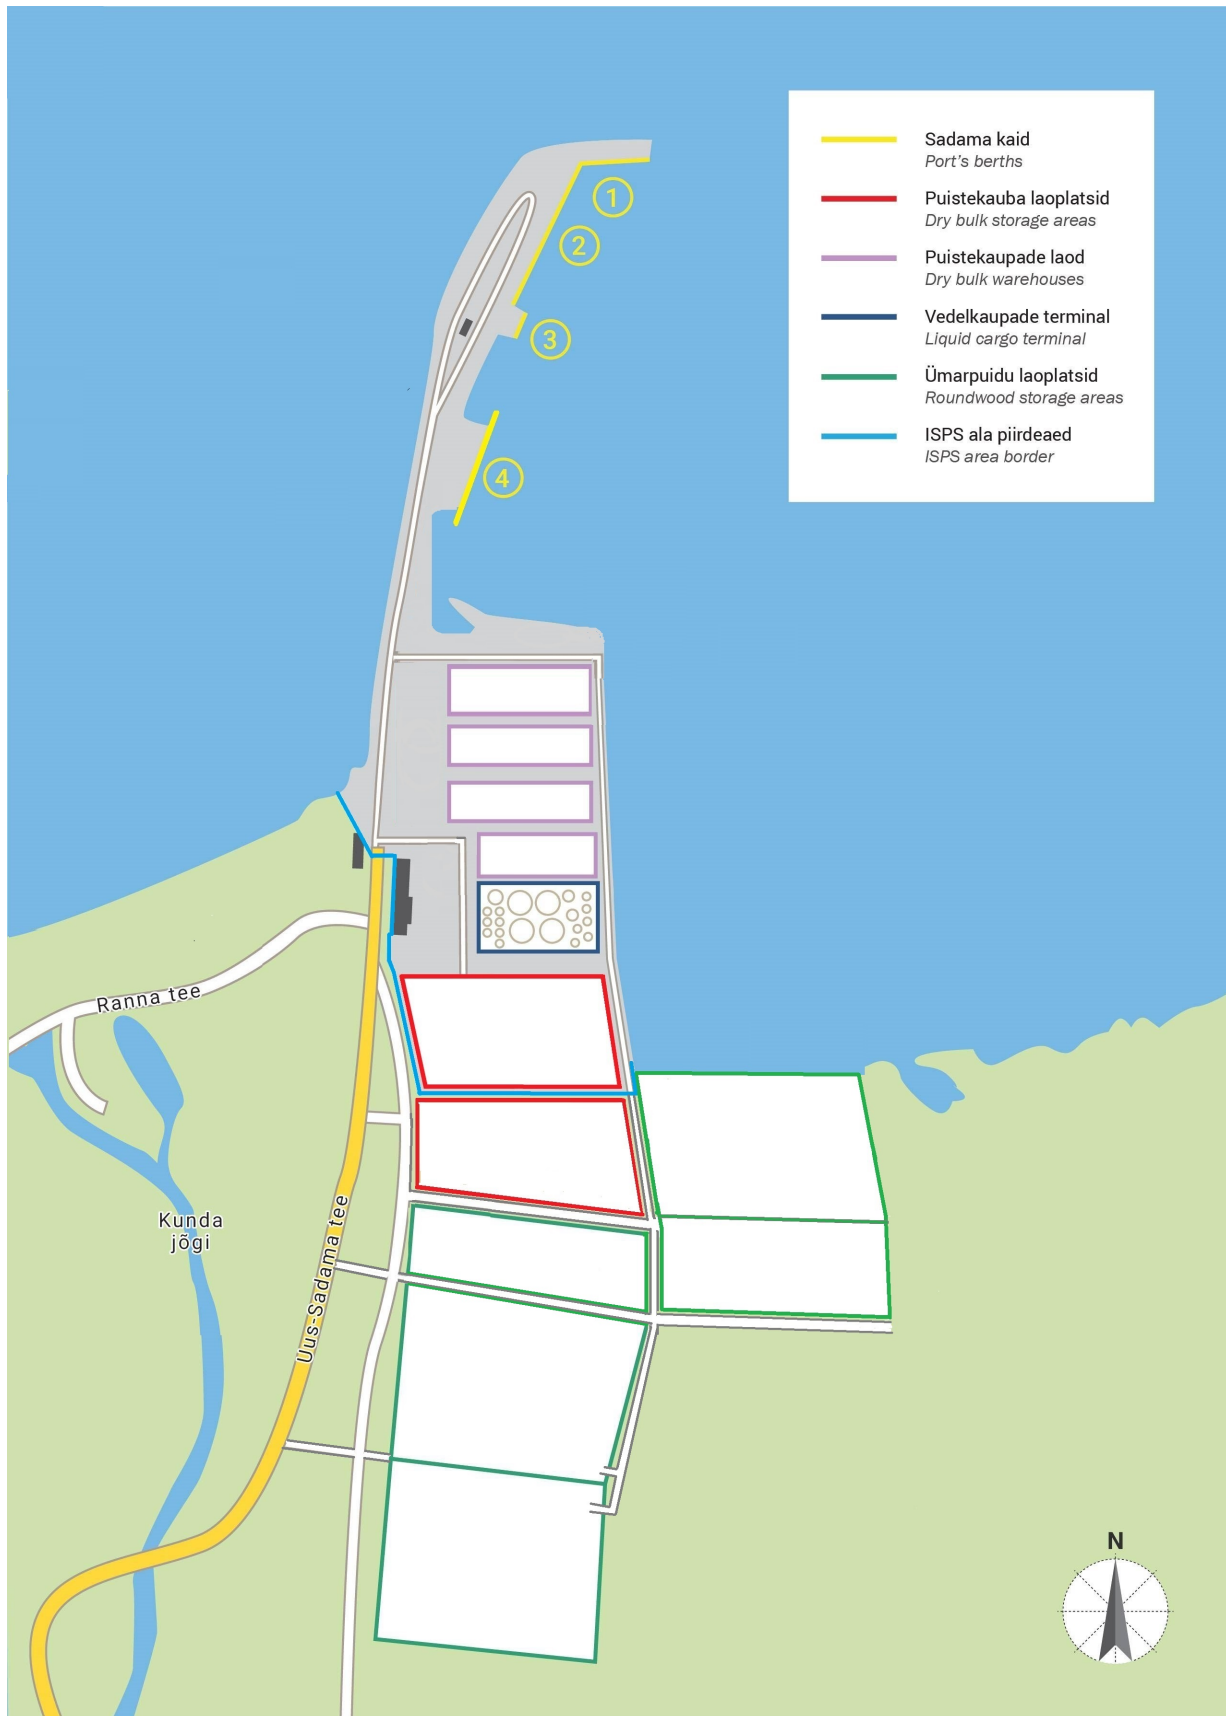 Sadama kaid
Port's berths
Puistekauba laoplatsid
Dry bulk storage areas
Puistekaupade laod
Dry bulk warehouses
Vedelkaupade terminal
Liquid cargo terminal
Ümarpuidu laoplatsid
Roundwood storage areas
ISPS ala piirdeaed
ISPS area border
1
2
3
4
Ranna tee
Kunda
jõgi
Uus-Sadama tee
N